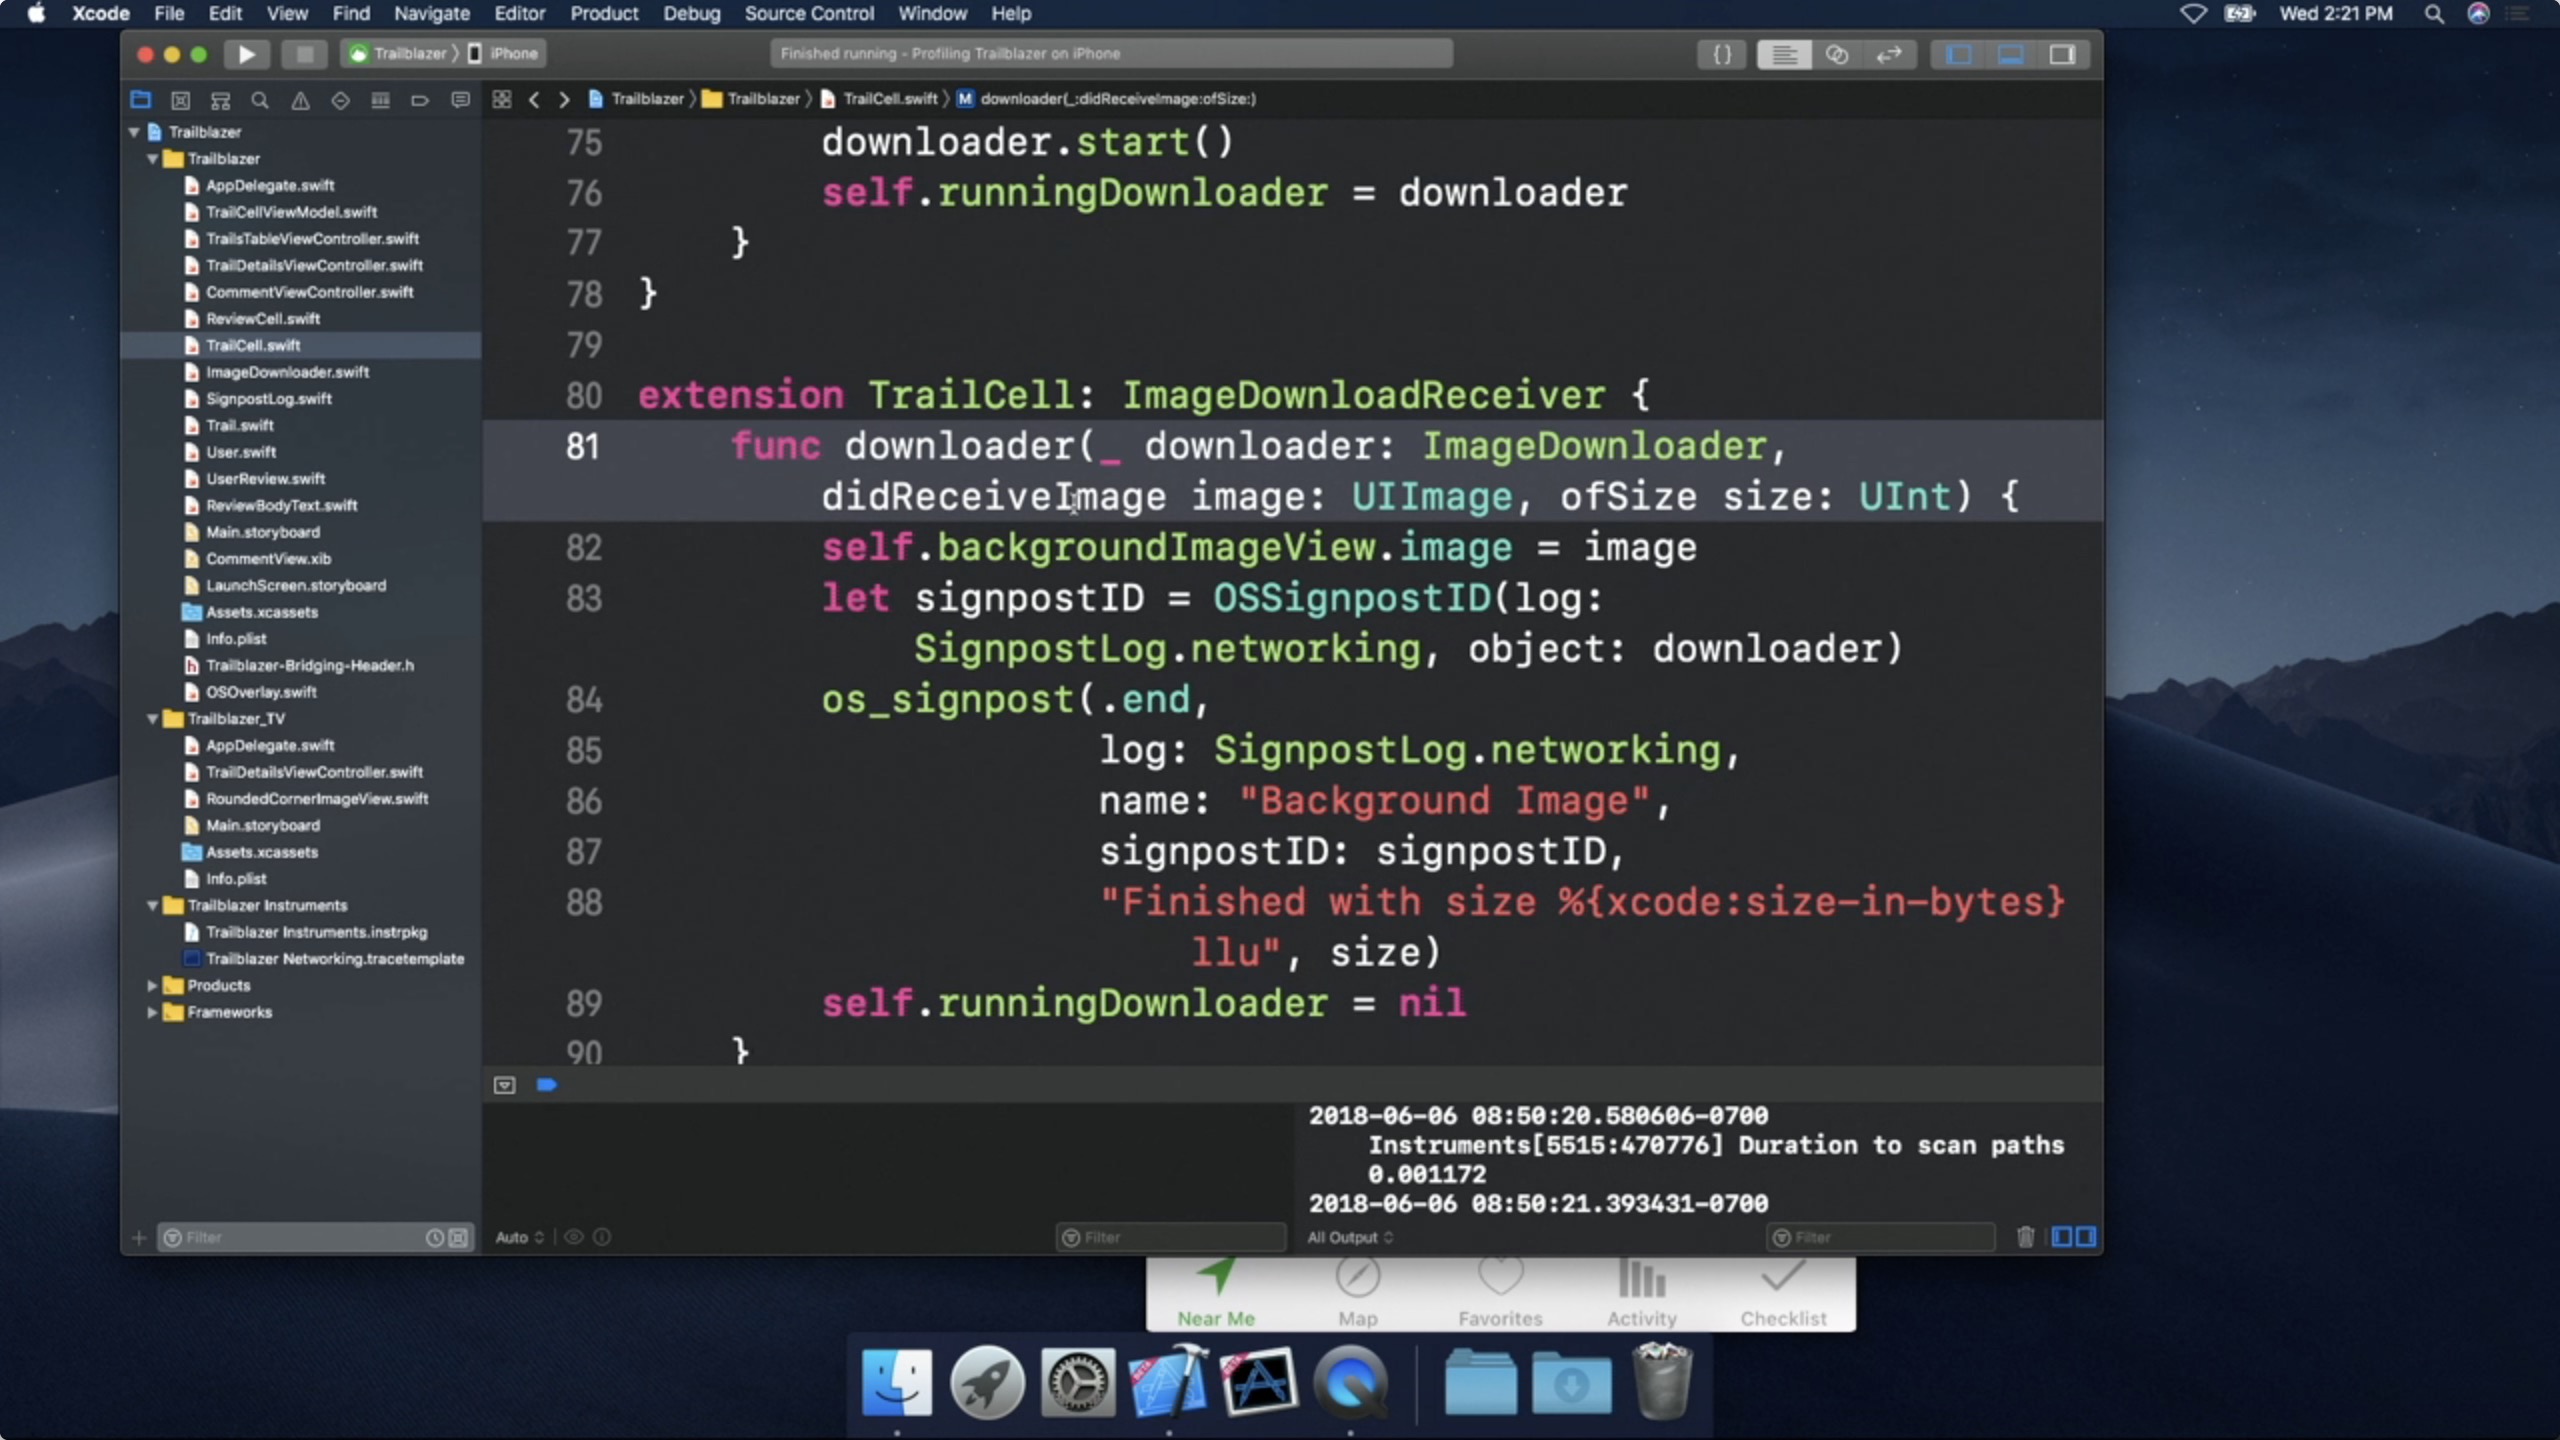 Xcode File Edit View Find Navigate Editor Product Debug Source Control Window Help Wed 2:21 PM
Trailblazer 〉 iPhone
Finished running - Profiling Trailblazer on iPhone
{ }
Trailblazer 〉 Trailblazer 〉 TrailCell.swift 〉 M downloader(_:didReceiveImage:ofSize:)
Trailblazer
Trailblazer
AppDelegate.swift
TrailCellViewModel.swift
TrailsTableViewController.swift
TrailDetailsViewController.swift
CommentViewController.swift
ReviewCell.swift
TrailCell.swift
ImageDownloader.swift
SignpostLog.swift
Trail.swift
User.swift
UserReview.swift
ReviewBodyText.swift
Main.storyboard
CommentView.xib
LaunchScreen.storyboard
Assets.xcassets
Info.plist
h Trailblazer-Bridging-Header.h
OSOverlay.swift
Trailblazer_TV
AppDelegate.swift
TrailDetailsViewController.swift
RoundedCornerImageView.swift
Main.storyboard
Assets.xcassets
Info.plist
Trailblazer Instruments
Trailblazer Instruments.instrpkg
Trailblazer Networking.tracetemplate
Products
Frameworks
Filter
75 downloader.start()
76 self.runningDownloader = downloader
77 }
78 }
79
80 extension TrailCell: ImageDownloadReceiver {
81 func downloader(_ downloader: ImageDownloader,
didReceiveImage image: UIImage, ofSize size: UInt) {
82 self.backgroundImageView.image = image
83 let signpostID = OSSignpostID(log:
SignpostLog.networking, object: downloader)
84 os_signpost(.end,
85 log: SignpostLog.networking,
86 name: "Background Image",
87 signpostID: signpostID,
88 "Finished with size %{xcode:size-in-bytes}
llu", size)
89 self.runningDownloader = nil
90 }
Auto
Filter
2018-06-06 08:50:20.580606-0700
Instruments[5515:470776] Duration to scan paths
0.001172
2018-06-06 08:50:21.393431-0700
All Output
Filter
Near Me Map Favorites Activity Checklist
BETA BETA